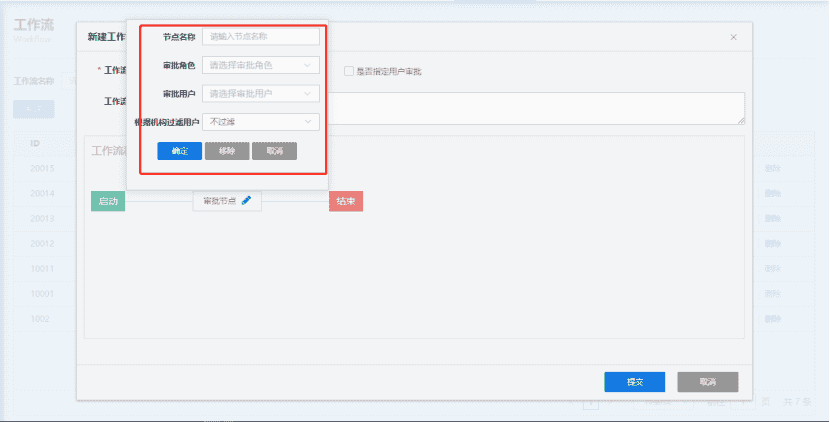 工作流
Workflow
新建工作
×
节点名称 请输入节点名称
审批角色 请选择审批角色
审批用户 请选择审批用户
根据机构过滤用户 不过滤
确定 移除 取消
* 工作流
是否指定用户审批
工作流
工作流
启动
审批节点
结束
提交 取消
工作流名称
ID
20015 删除
20014 删除
20013 删除
20012 删除
10011 删除
10001 删除
1002 删除
1
页 共 7 条